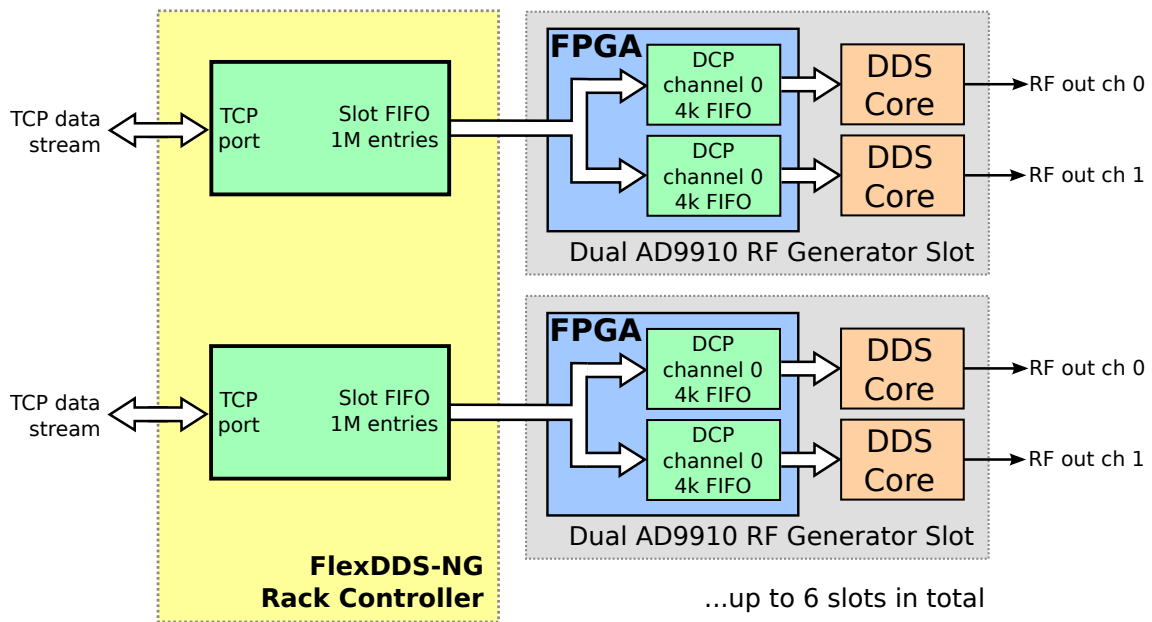 TCP data
stream
TCP
port
Slot FIFO
1M entries
FPGA
DCP
channel 0
4k FIFO
DDS
Core
RF out ch 0
DCP
channel 0
4k FIFO
DDS
Core
RF out ch 1
Dual AD9910 RF Generator Slot
TCP data
stream
TCP
port
Slot FIFO
1M entries
FPGA
DCP
channel 0
4k FIFO
DDS
Core
RF out ch 0
DCP
channel 0
4k FIFO
DDS
Core
RF out ch 1
Dual AD9910 RF Generator Slot
FlexDDS-NG
Rack Controller
...up to 6 slots in total